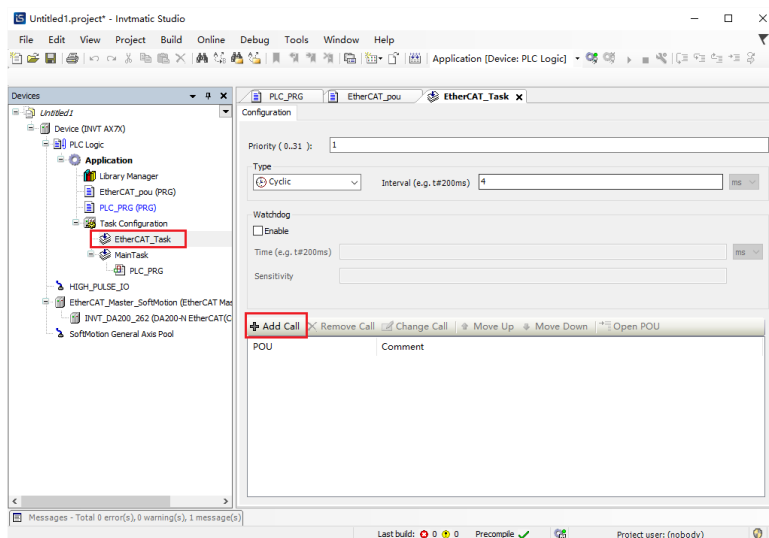 Untitled1.project* - Invtmatic Studio
File Edit View Project Build Online Debug Tools Window Help
Application [Device: PLC Logic]
Devices
Untitled1
Device (INVT AX7X)
PLC Logic
Application
Library Manager
EtherCAT_pou (PRG)
PLC_PRG (PRG)
Task Configuration
EtherCAT_Task
MainTask
PLC_PRG
HIGH_PULSE_IO
EtherCAT_Master_SoftMotion (EtherCAT Mas
INVT_DA200_262 (DA200-N EtherCAT(C
SoftMotion General Axis Pool
PLC_PRG EtherCAT_pou EtherCAT_Task
Configuration
Priority ( 0..31 ): 1
Type
Cyclic Interval (e.g. t#200ms) 4 ms
Watchdog
Enable
Time (e.g. t#200ms) ms
Sensitivity
Add Call Remove Call Change Call Move Up Move Down Open POU
POU Comment
Messages - Total 0 error(s), 0 warning(s), 1 message(s)
Last build: 0 0 Precompile Project user: (nobody)